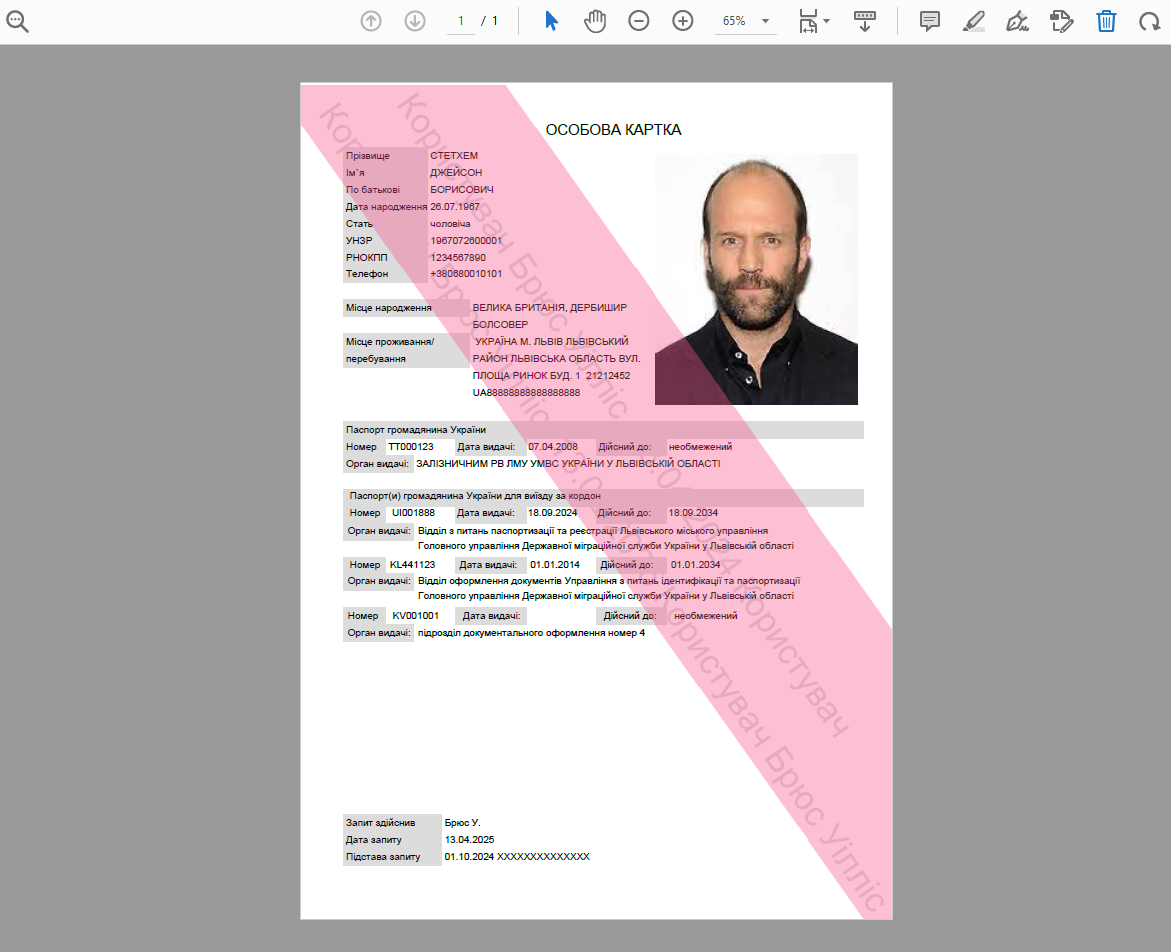 1 / 1
65%
ОСОБОВА КАРТКА
Прізвище СТЕТХЕМ
Ім`я ДЖЕЙСОН
По батькові БОРИСОВИЧ
Дата народження 26.07.1967
Стать чоловіча
УНЗР 1967072600001
РНОКПП 1234567890
Телефон +380680010101
Місце народження ВЕЛИКА БРИТАНІЯ, ДЕРБИШИР
БОЛСОВЕР
Місце проживання/ УКРАЇНА М. ЛЬВІВ ЛЬВІВСЬКИЙ
перебування РАЙОН ЛЬВІВСЬКА ОБЛАСТЬ ВУЛ.
ПЛОЩА РИНОК БУД. 1 21212452
UA88888888888888888
Паспорт громадянина України
Номер ТТ000123 Дата видачі: 07.04.2008 Дійсний до: необмежений
Орган видачі: ЗАЛІЗНИЧНИМ РВ ЛМУ УМВС УКРАЇНИ У ЛЬВІВСЬКІЙ ОБЛАСТІ
Паспорт(и) громадянина України для виїзду за кордон
Номер UI001888 Дата видачі: 18.09.2024 Дійсний до: 18.09.2034
Орган видачі: Відділ з питань паспортизації та реєстрації Львівського міського управління
Головного управління Державної міграційної служби України у Львівській області
Номер KL441123 Дата видачі: 01.01.2014 Дійсний до: 01.01.2034
Орган видачі: Відділ оформлення документів Управління з питань ідентифікації та паспортизації
Головного управління Державної міграційної служби України у Львівській області
Номер KV001001 Дата видачі: Дійсний до: необмежений
Орган видачі: підрозділ документального оформлення номер 4
Запит здійснив Брюс У.
Дата запиту 13.04.2025
Підстава запиту 01.10.2024 XXXXXXXXXXXXXX
Користувач Брюс Уілліс
Користувач
Користувач Брюс Уілліс